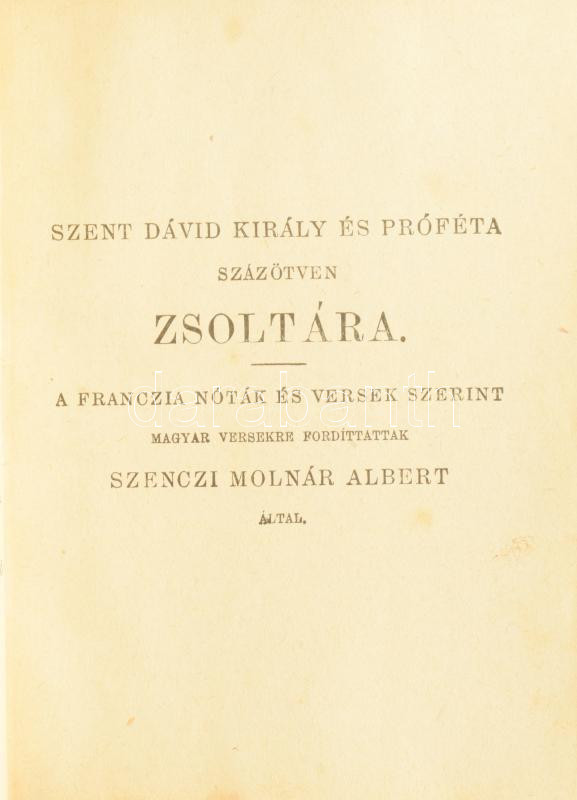 SZENT DÁVID KIRÁLY ÉS PRÓFÉTA
SZÁZÖTVEN
ZSOLTÁRA.
A FRANCZIA NÓTÁK ÉS VERSEK SZERINT
darabanth
MAGYAR VERSEKRE FORDÍTTATTAK
SZENCZI MOLNÁR ALBERT
ÁLTAL.